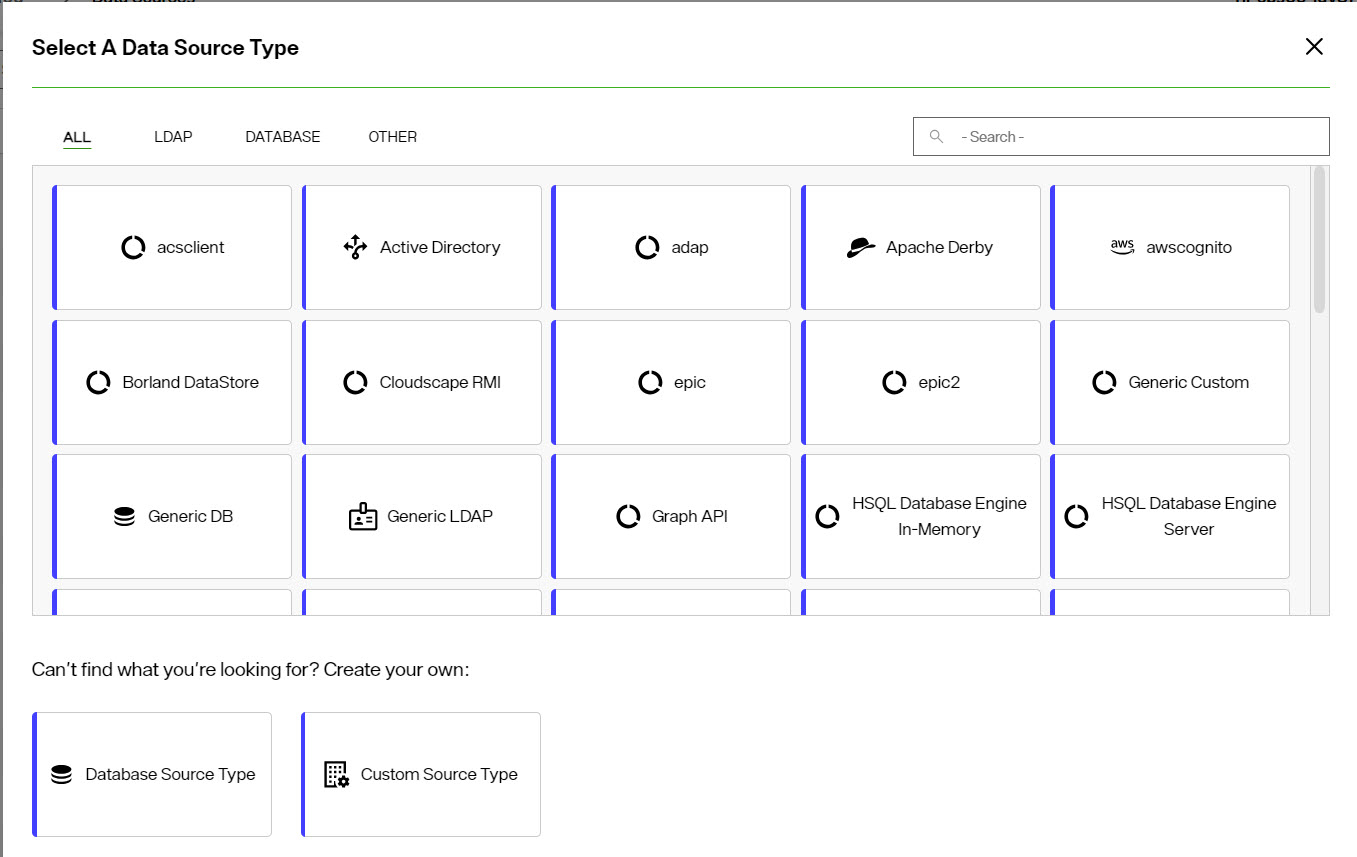 Select A Data Source Type
ALL
LDAP
DATABASE
OTHER
- Search -
acsclient
Active Directory
adap
Apache Derby
aws
awscognito
Borland DataStore
Cloudscape RMI
epic
epic2
Generic Custom
Generic DB
Generic LDAP
Graph API
HSQL Database Engine
In-Memory
HSQL Database Engine
Server
Can't find what you're looking for? Create your own:
Database Source Type
Custom Source Type